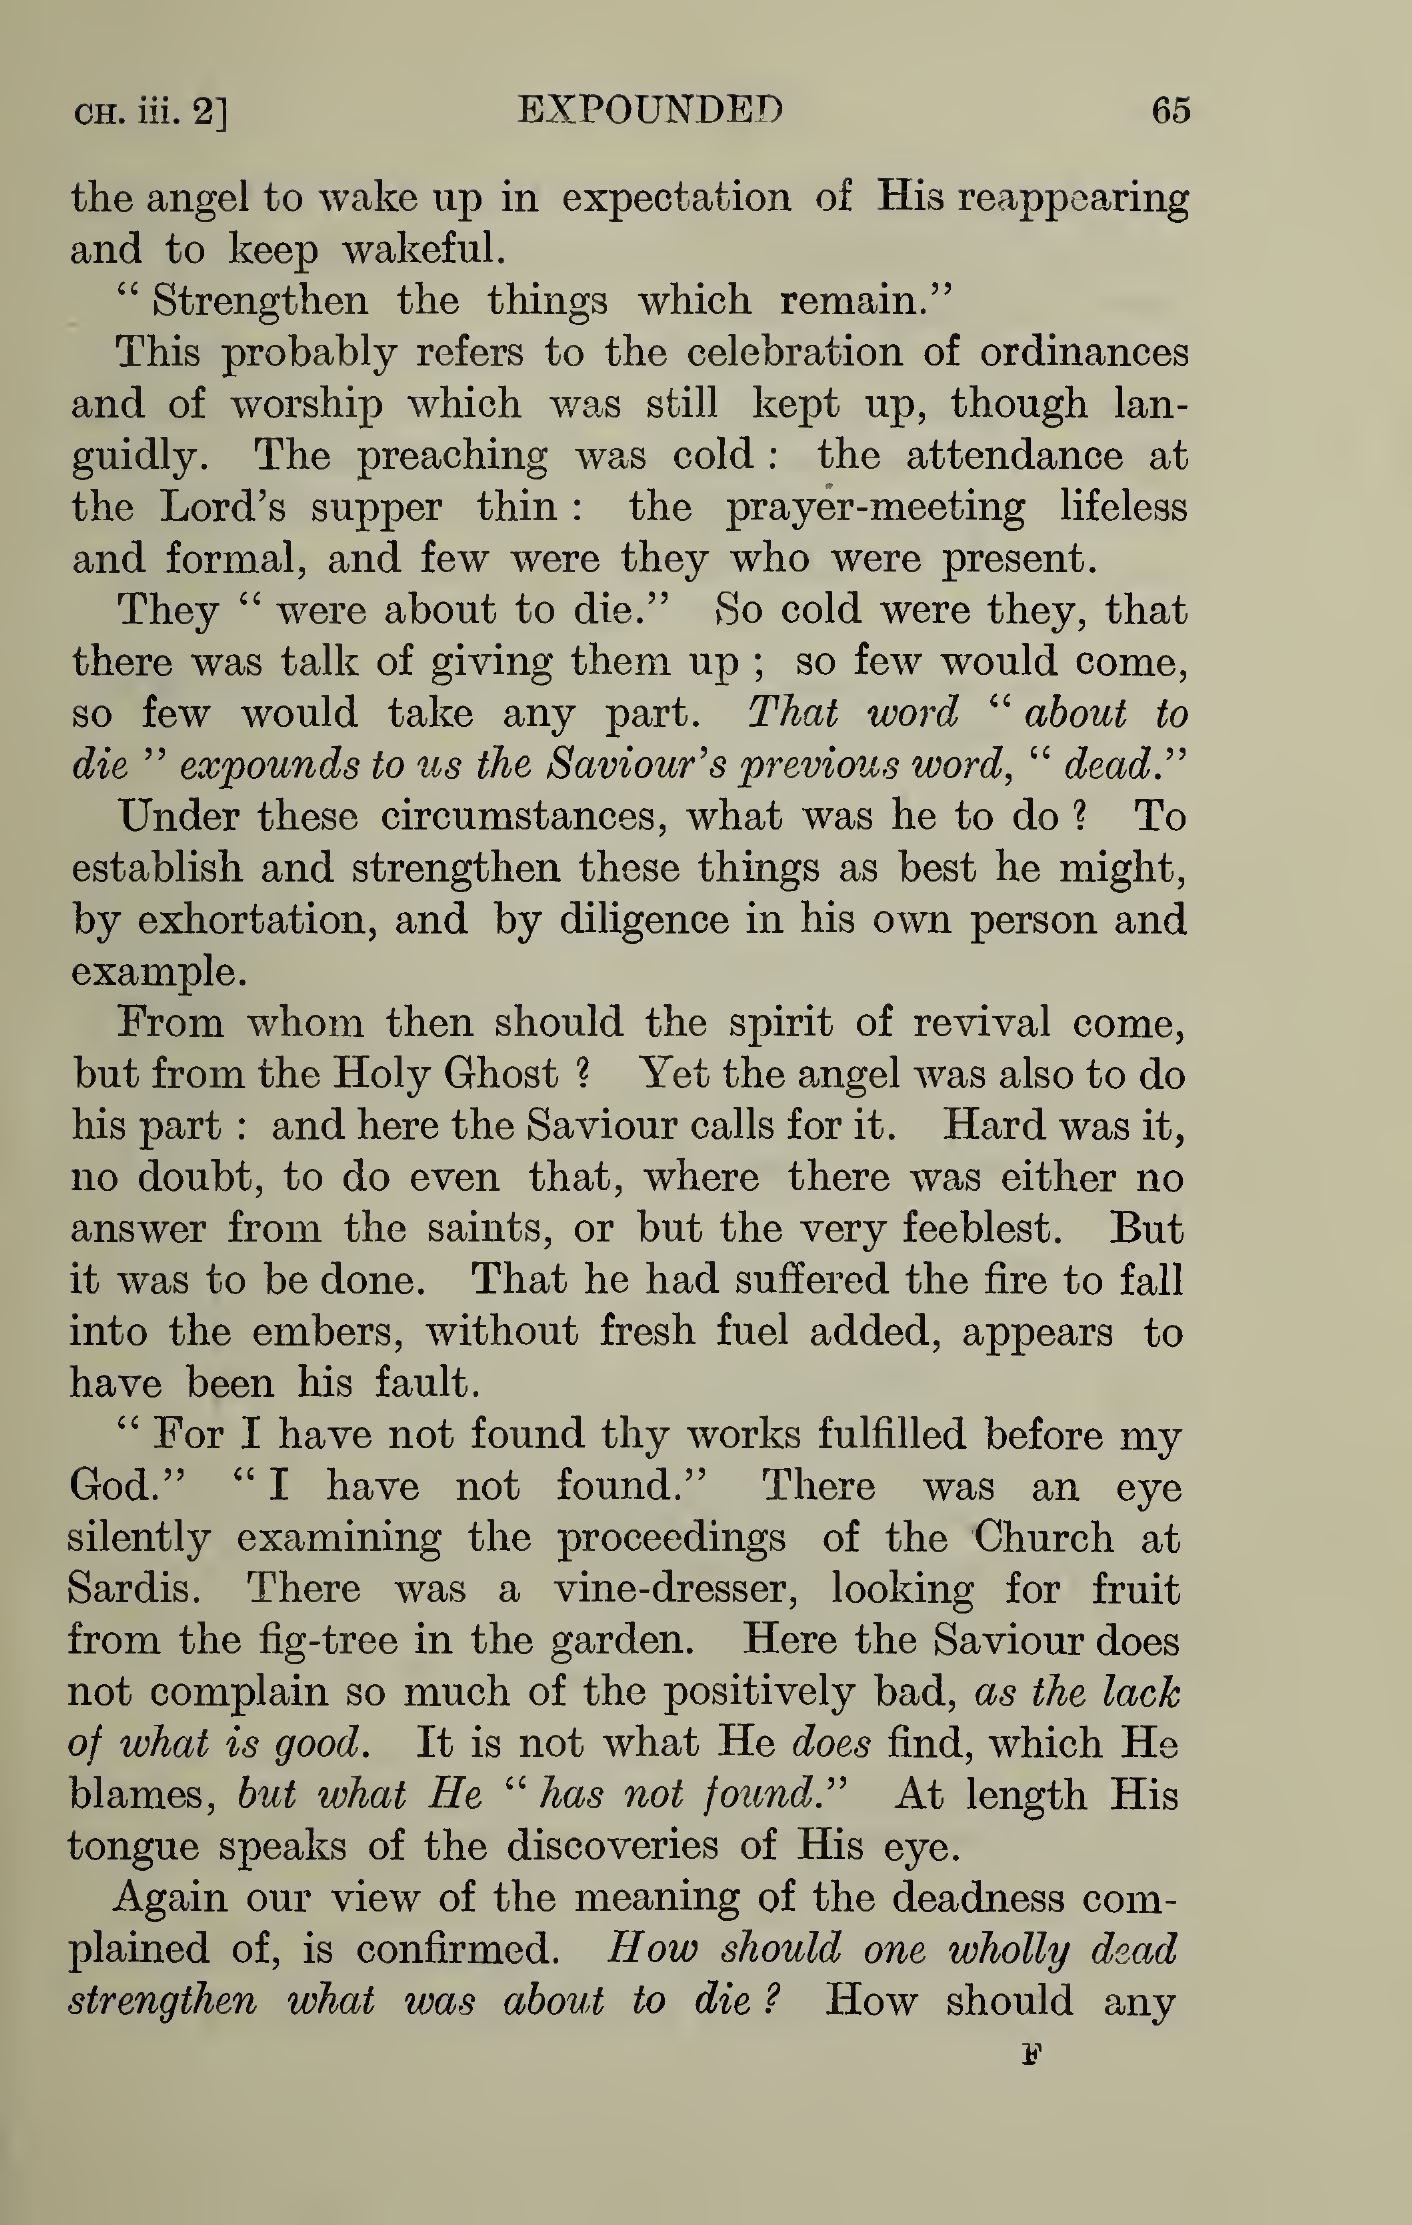 CH. iii. 2] EXPOUNDED 65
the angel to wake up in expectation of His reappearing
and to keep wakeful.
“ Strengthen the things which remain.”
This probably refers to the celebration of ordinances
and of worship which was still kept up, though lan-
guidly. The preaching was cold : the attendance at
the Lord’s supper thin : the prayer-meeting lifeless
and formal, and few were they who were present.
They “ were about to die.” So cold were they, that
there was talk of giving them up ; so few would come,
so few would take any part. That word “ about to
die ” expounds to us the Saviour’s previous word, “ dead.”
Under these circumstances, what was he to do ? To
establish and strengthen these things as best he might,
by exhortation, and by diligence in his own person and
example.
From whom then should the spirit of revival come,
but from the Holy Ghost ? Yet the angel was also to do
his part : and here the Saviour calls for it. Hard was it,
no doubt, to do even that, where there was either no
answer from the saints, or but the very feeblest. But
it was to be done. That he had suffered the fire to fall
into the embers, without fresh fuel added, appears to
have been his fault.
“ For I have not found thy works fulfilled before my
God.” “ I have not found.” There was an eye
silently examining the proceedings of the Church at
Sardis. There was a vine-dresser, looking for fruit
from the fig-tree in the garden. Here the Saviour does
not complain so much of the positively bad, as the lack
of what is good. It is not what He does find, which He
blames, but what He “ has not found.” At length His
tongue speaks of the discoveries of His eye.
Again our view of the meaning of the deadness com-
plained of, is confirmed. How should one wholly dead
strengthen what was about to die ? How should any
F